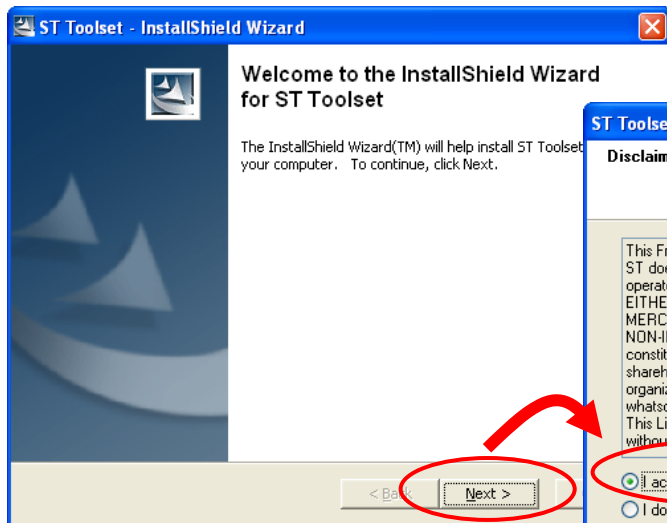 ST Toolset - InstallShield Wizard
Welcome to the InstallShield Wizard
for ST Toolset
The InstallShield Wizard(TM) will help install ST Toolset
your computer. To continue, click Next.
< Back
Next >
ST Toolse
Disclaim
This Fr
ST doe
operat
EITHE
MERC
NON-I
constit
shareh
organiz
whatso
This Li
withou
I ac
I do